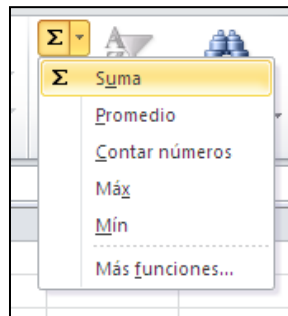 Σ
Σ Suma
Promedio
Contar números
Máx
Mín
Más funciones...